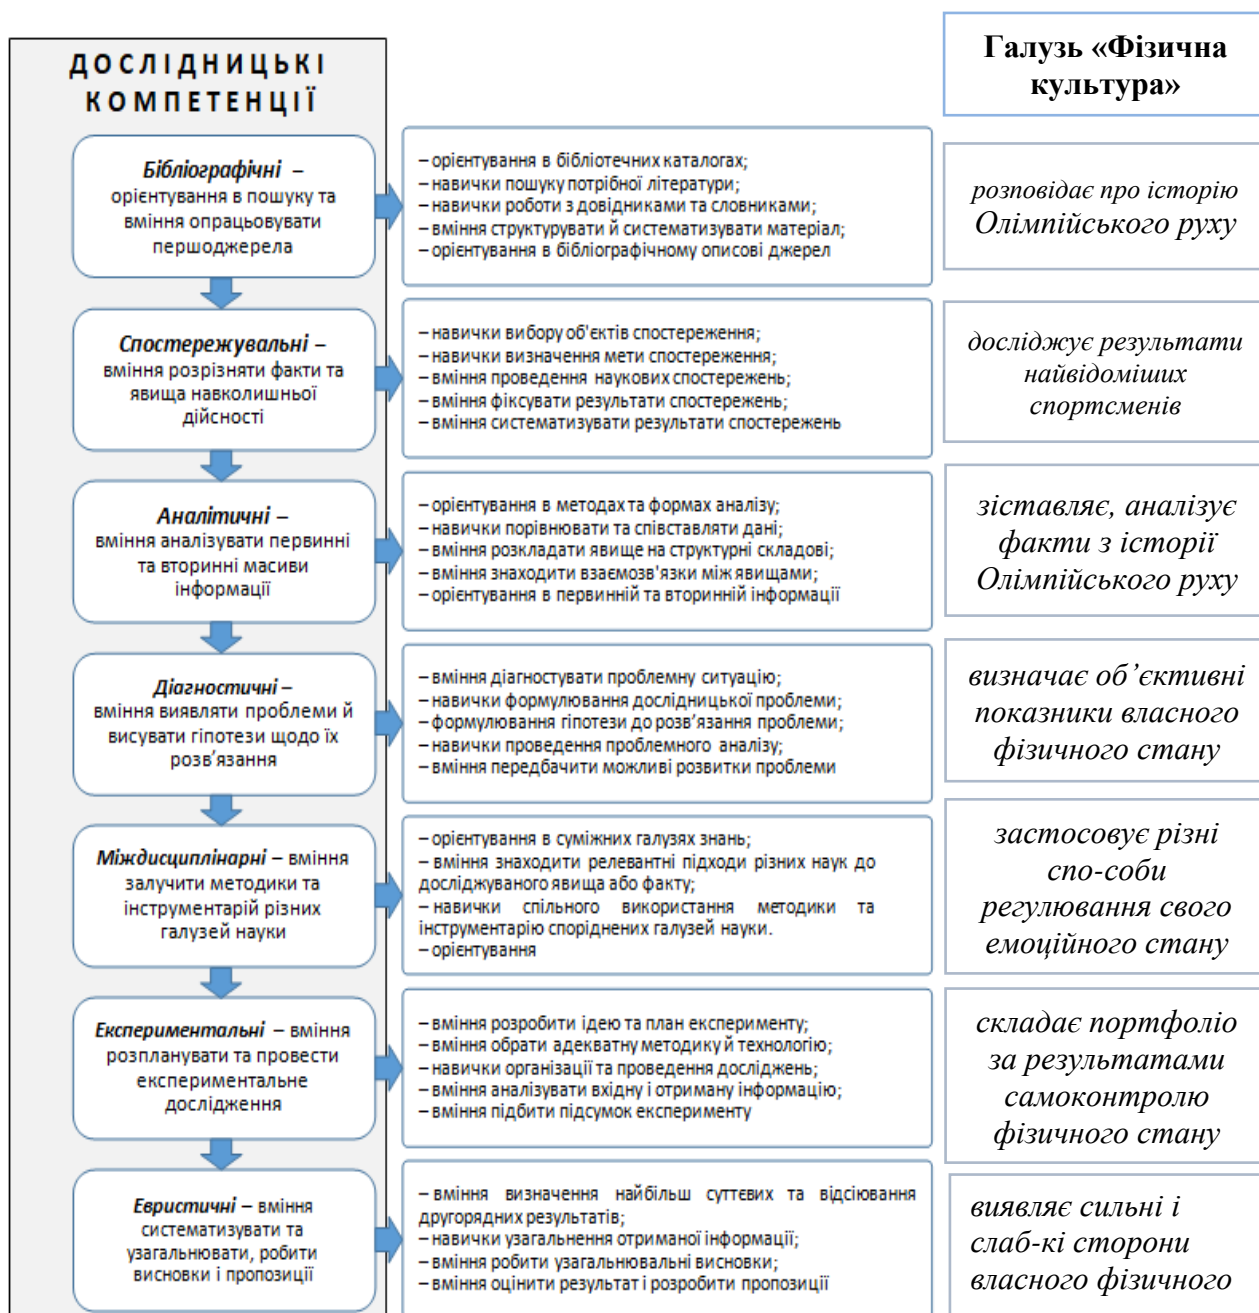 ДОСЛІДНИЦЬКІ
КОМПЕТЕНЦІЇ
Галузь «Фізична
культура»
Бібліографічні –
орієнтування в пошуку та
вміння опрацьовувати
першоджерела
– орієнтування в бібліотечних каталогах;
– навички пошуку потрібної літератури;
– навички роботи з довідниками та словниками;
– вміння структурувати й систематизувати матеріал;
– орієнтування в бібліографічному описові джерел
розповідає про історію
Олімпійського руху
Спостережувальні –
вміння розрізняти факти та
явища навколишньої
дійсності
– навички вибору об'єктів спостереження;
– навички визначення мети спостереження;
– вміння проведення наукових спостережень;
– вміння фіксувати результати спостережень;
– вміння систематизувати результати спостережень
досліджує результати
найвідоміших
спортсменів
Аналітичні –
вміння аналізувати первинні
та вторинні масиви
інформації
– орієнтування в методах та формах аналізу;
– навички порівнювати та співставляти дані;
– вміння розкладати явище на структурні складові;
– вміння знаходити взаємозв'язки між явищами;
– орієнтування в первинній та вторинній інформації
зіставляє, аналізує
факти з історії
Олімпійського руху
Діагностичні –
вміння виявляти проблеми й
висувати гіпотези щодо їх
розв’язання
– вміння діагностувати проблемну ситуацію;
– навички формулювання дослідницької проблеми;
– формулювання гіпотези до розв’язання проблеми;
– навички проведення проблемного аналізу;
– вміння передбачити можливі розвитки проблеми
визначає об’єктивні
показники власного
фізичного стану
Міждисциплінарні – вміння
залучити методики та
інструментарій різних
галузей науки
– орієнтування в суміжних галузях знань;
– вміння знаходити релевантні підходи різних наук до
досліджуваного явища або факту;
– навички спільного використання методики та
інструментарію споріднених галузей науки.
– орієнтування
застосовує різні
спо-соби
регулювання свого
емоційного стану
Експериментальні – вміння
розпланувати та провести
експериментальне
дослідження
– вміння розробити ідею та план експерименту;
– вміння обрати адекватну методику й технологію;
– навички організації та проведення досліджень;
– вміння аналізувати вхідну і отриману інформацію;
– вміння підбити підсумок експерименту
складає портфоліо
за результатами
самоконтролю
фізичного стану
Евристичні – вміння
систематизувати та
узагальнювати, робити
висновки і пропозиції
– вміння визначення найбільш суттєвих та відсіювання
другорядних результатів;
– навички узагальнення отриманої інформації;
– вміння робити узагальнювальні висновки;
– вміння оцінити результат і розробити пропозиції
виявляє сильні і
слаб-кі сторони
власного фізичного